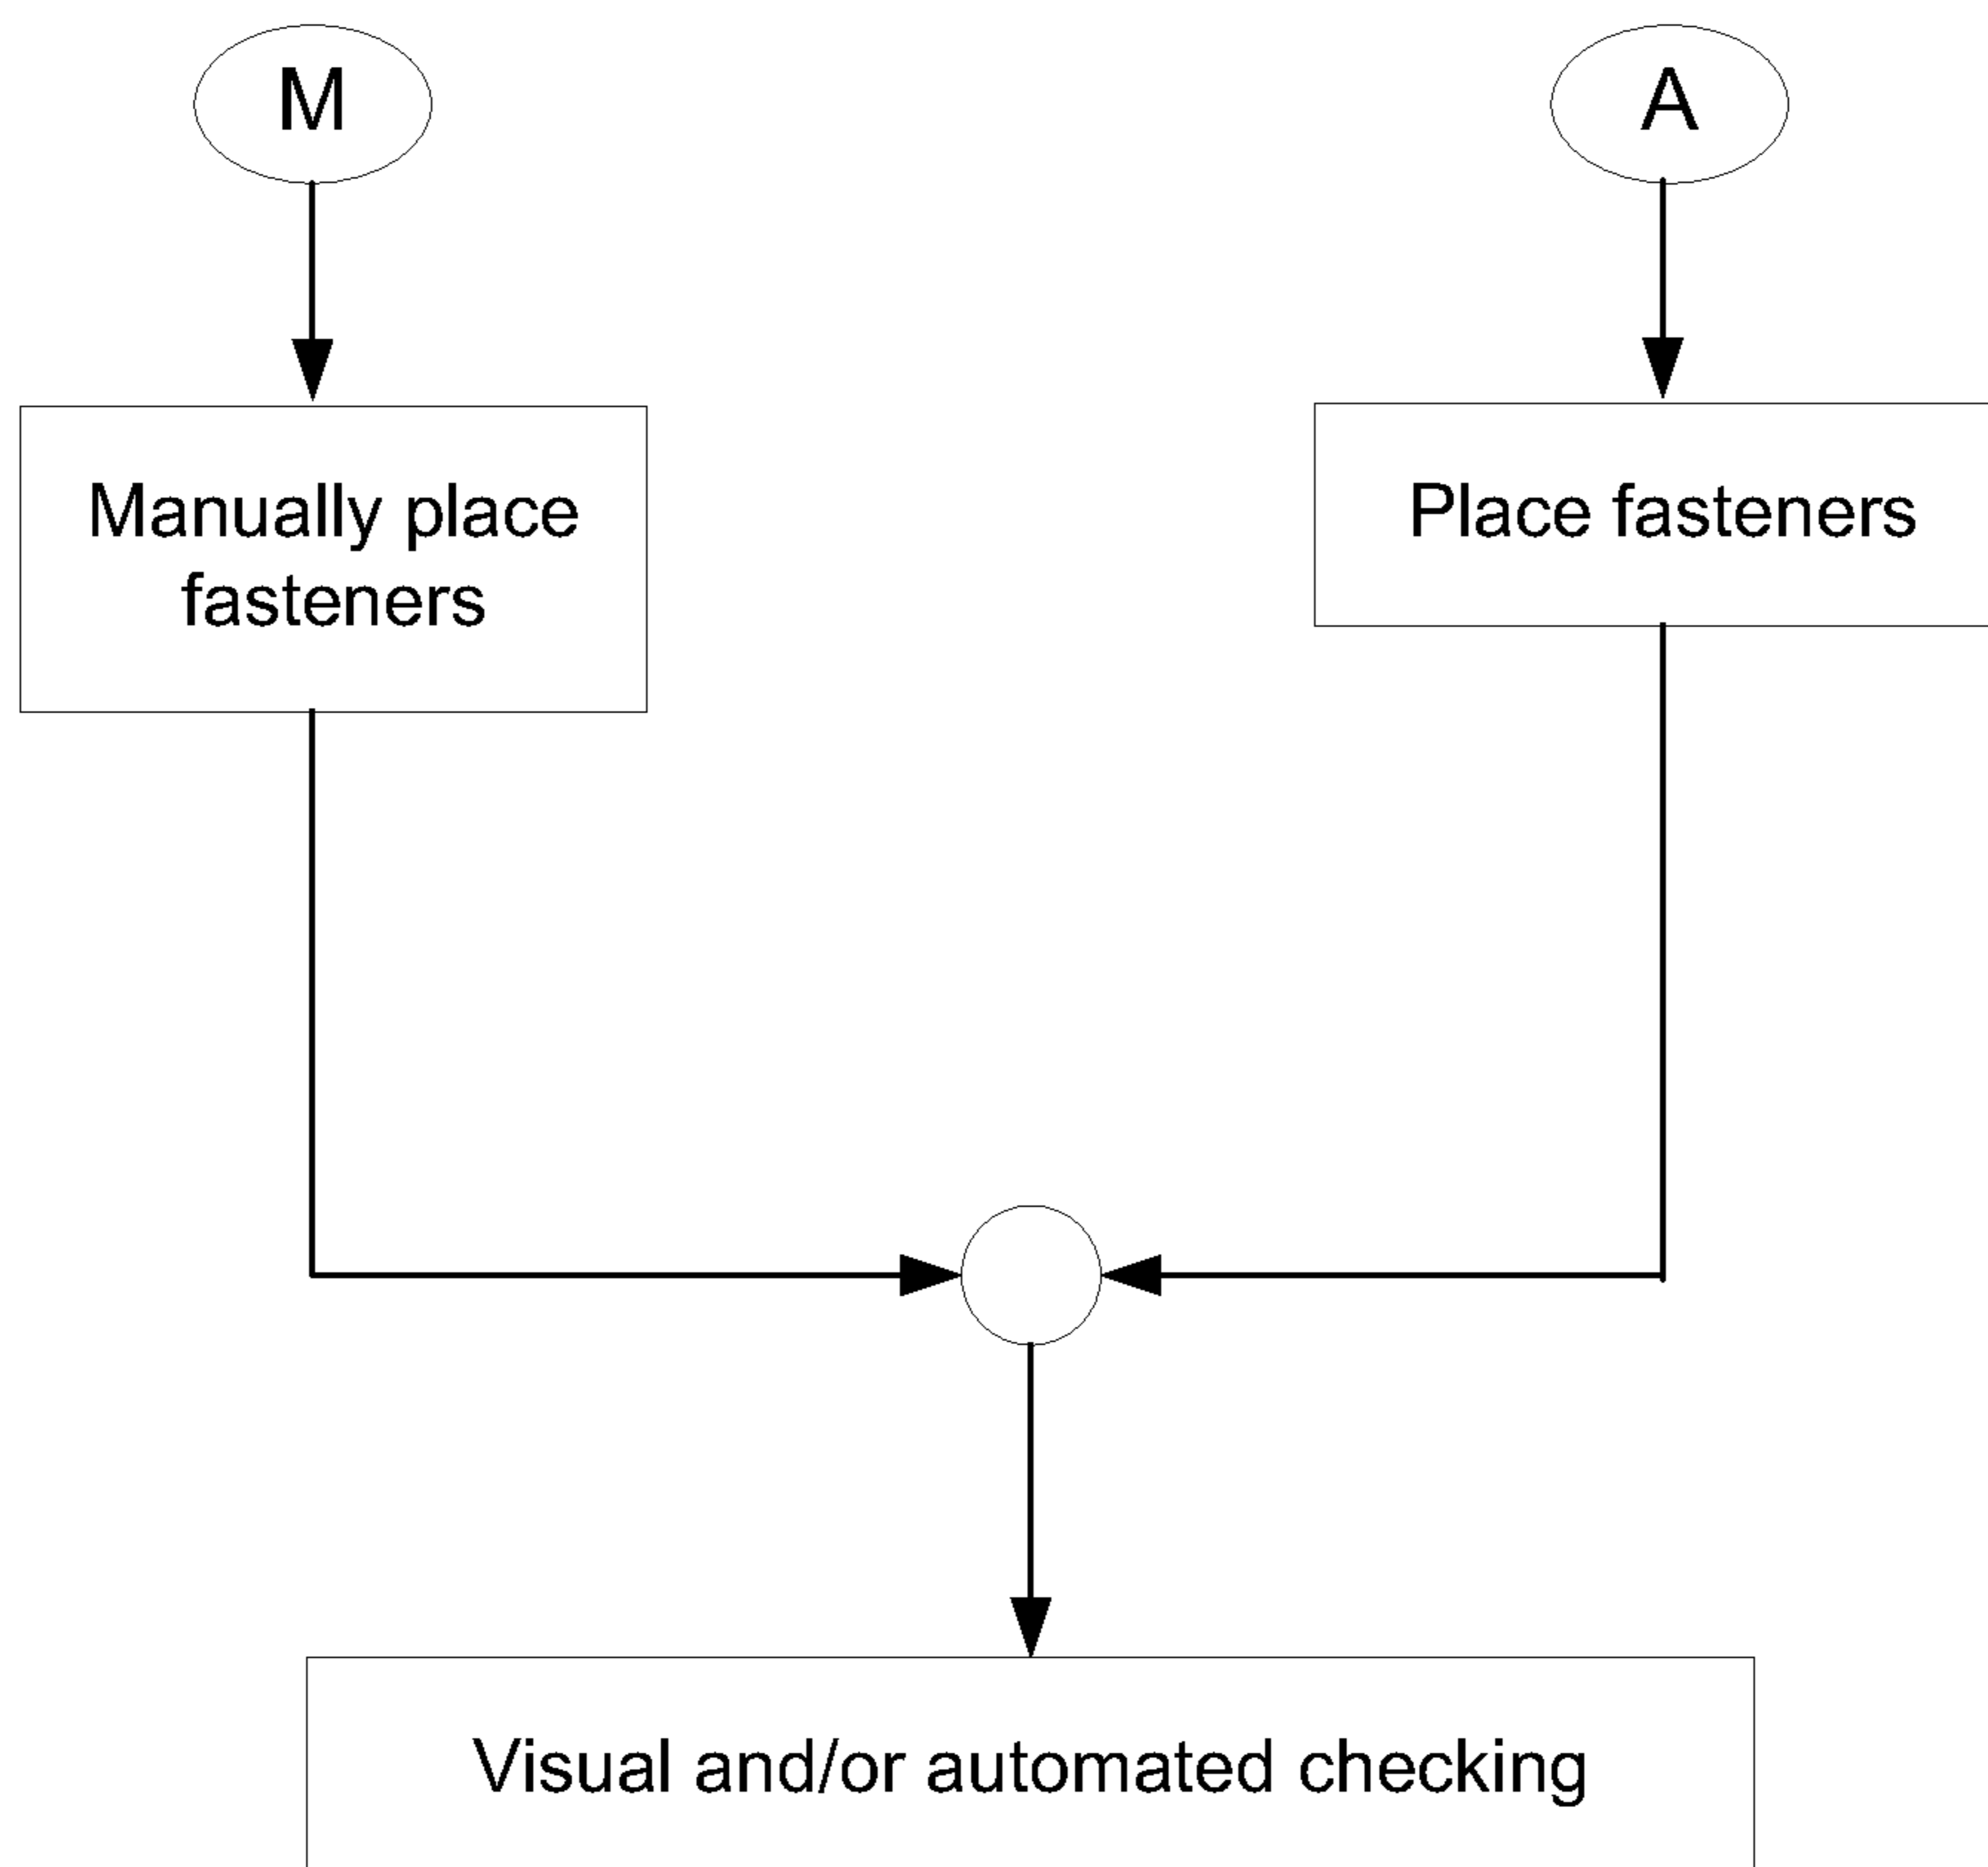 M
A
Manually place
fasteners
Place fasteners
Visual and/or automated checking